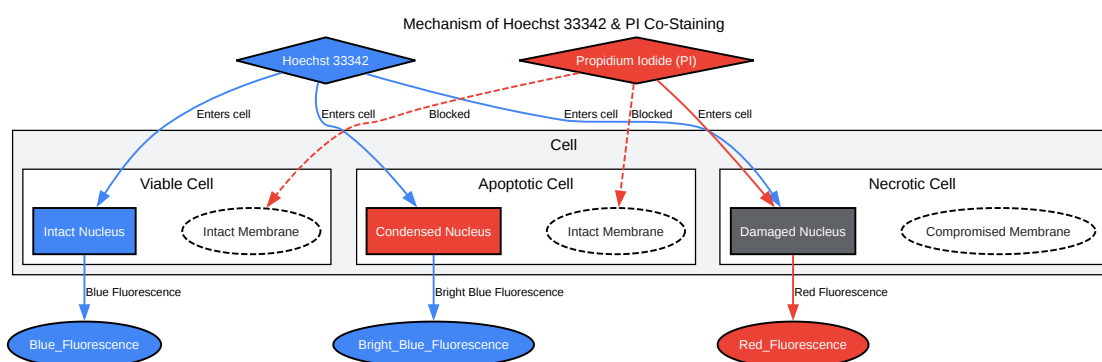 Mechanism of Hoechst 33342 & PI Co-Staining
Hoechst 33342
Propidium Iodide (PI)
Enters cell
Enters cell
Blocked
Enters cell
Blocked
Enters cell
Cell
Viable Cell
Apoptotic Cell
Necrotic Cell
Intact Nucleus
Intact Membrane
Condensed Nucleus
Intact Membrane
Damaged Nucleus
Compromised Membrane
Blue Fluorescence
Bright Blue Fluorescence
Red Fluorescence
Blue_Fluorescence
Bright_Blue_Fluorescence
Red_Fluorescence